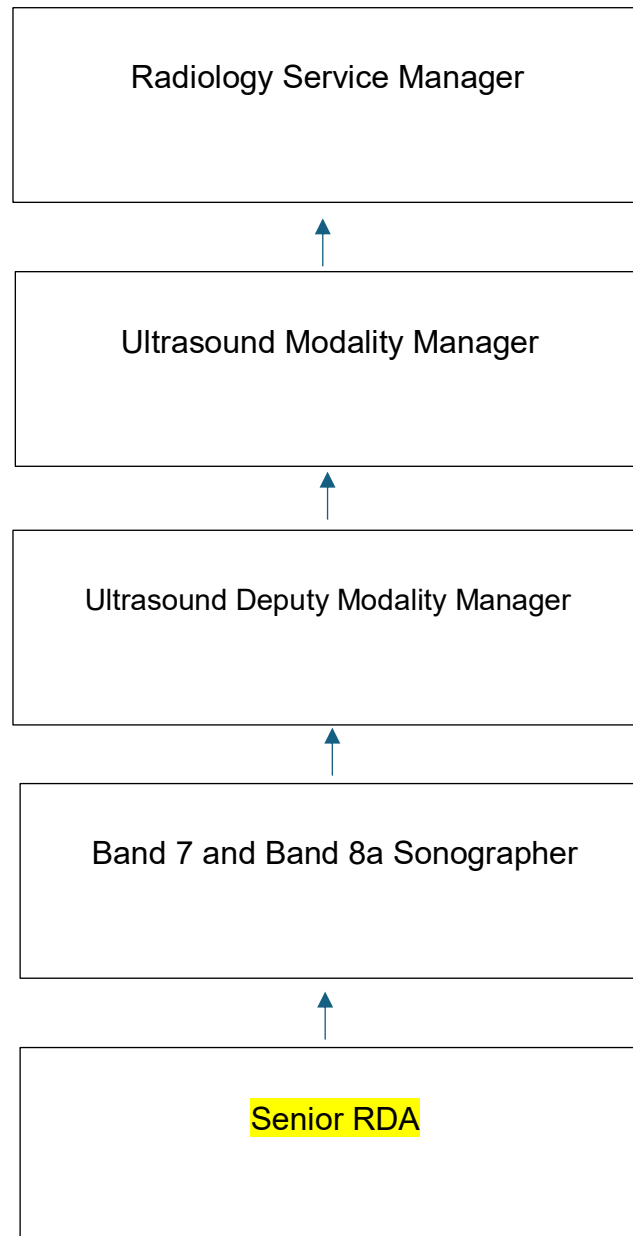 Radiology Service Manager
Ultrasound Modality Manager
Ultrasound Deputy Modality Manager
Band 7 and Band 8a Sonographer
Senior RDA